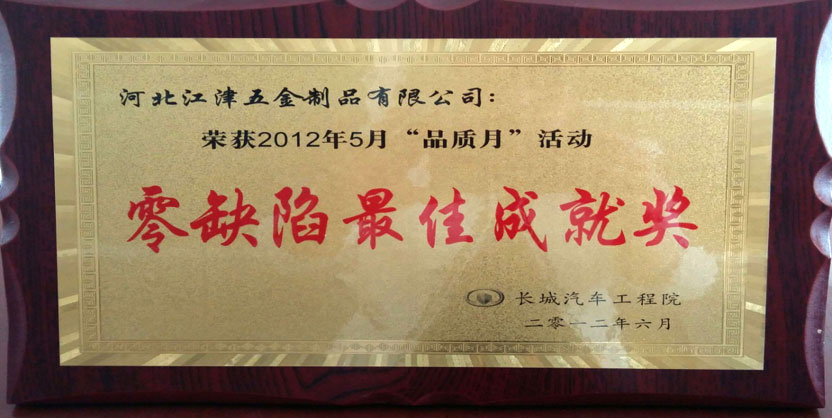 河北江津五金制品有限公司:
荣获2012年5月“品质月”活动
零缺陷最佳成就奖
长城汽车工程院
二零一二年六月